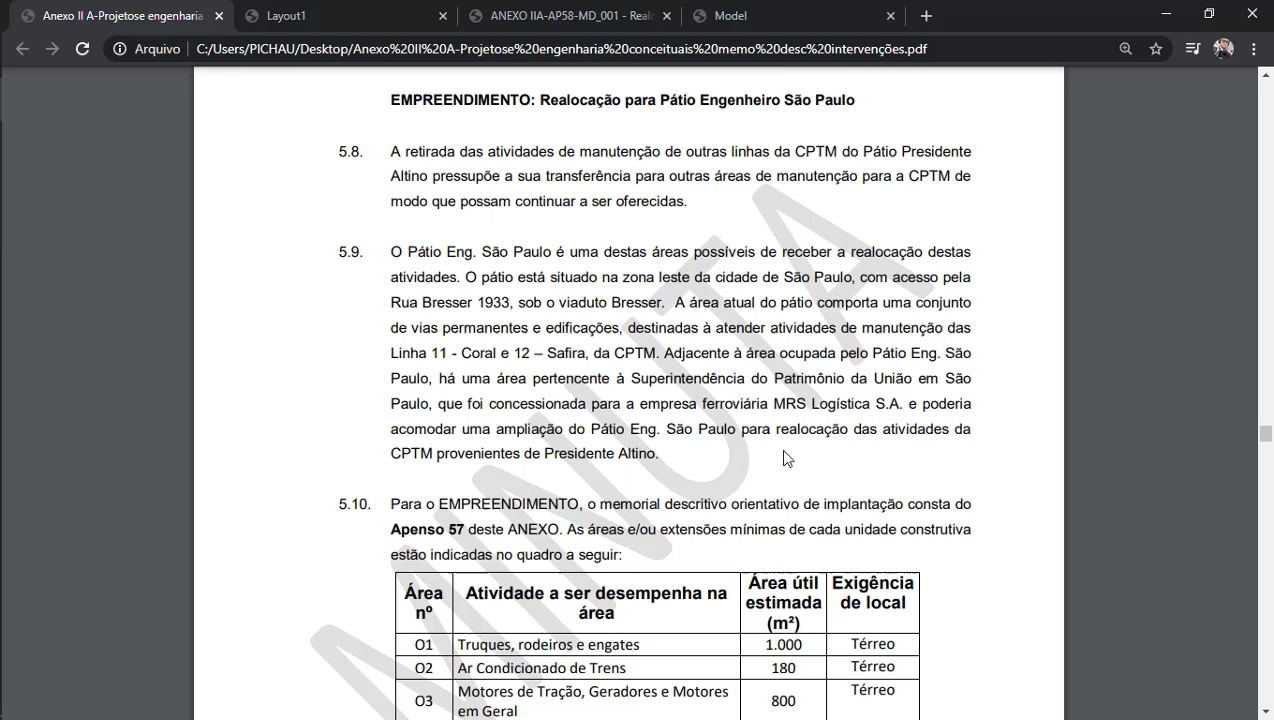 Anexo II A-Projetose engenharia
Layout1
ANEXO IIA-AP58-MD_001 - Realo
Model
Arquivo
C:/Users/PICHAU/Desktop/Anexo%20II%20A-Projetose%20engenharia%20conceituais%20memo%20desc%20intervenções.pdf
EMPREENDIMENTO: Realocação para Pátio Engenheiro São Paulo
5.8. A retirada das atividades de manutenção de outras linhas da CPTM do Pátio Presidente
Altino pressupõe a sua transferência para outras áreas de manutenção para a CPTM de
modo que possam continuar a ser oferecidas.
5.9. O Pátio Eng. São Paulo é uma destas áreas possíveis de receber a realocação destas
atividades. O pátio está situado na zona leste da cidade de São Paulo, com acesso pela
Rua Bresser 1933, sob o viaduto Bresser. A área atual do pátio comporta uma conjunto
de vias permanentes e edificações, destinadas à atender atividades de manutenção das
Linha 11 - Coral e 12 – Safira, da CPTM. Adjacente à área ocupada pelo Pátio Eng. São
Paulo, há uma área pertencente à Superintendência do Patrimônio da União em São
Paulo, que foi concessionada para a empresa ferroviária MRS Logística S.A. e poderia
acomodar uma ampliação do Pátio Eng. São Paulo para realocação das atividades da
CPTM provenientes de Presidente Altino.
5.10. Para o EMPREENDIMENTO, o memorial descritivo orientativo de implantação consta do
Apenso 57 deste ANEXO. As áreas e/ou extensões mínimas de cada unidade construtiva
estão indicadas no quadro a seguir:
Área nº
Atividade a ser desempenha na área
Área útil estimada (m²)
Exigência de local
O1 Truques, rodeiros e engates 1.000 Térreo
O2 Ar Condicionado de Trens 180 Térreo
O3 Motores de Tração, Geradores e Motores em Geral 800 Térreo
MINUTA